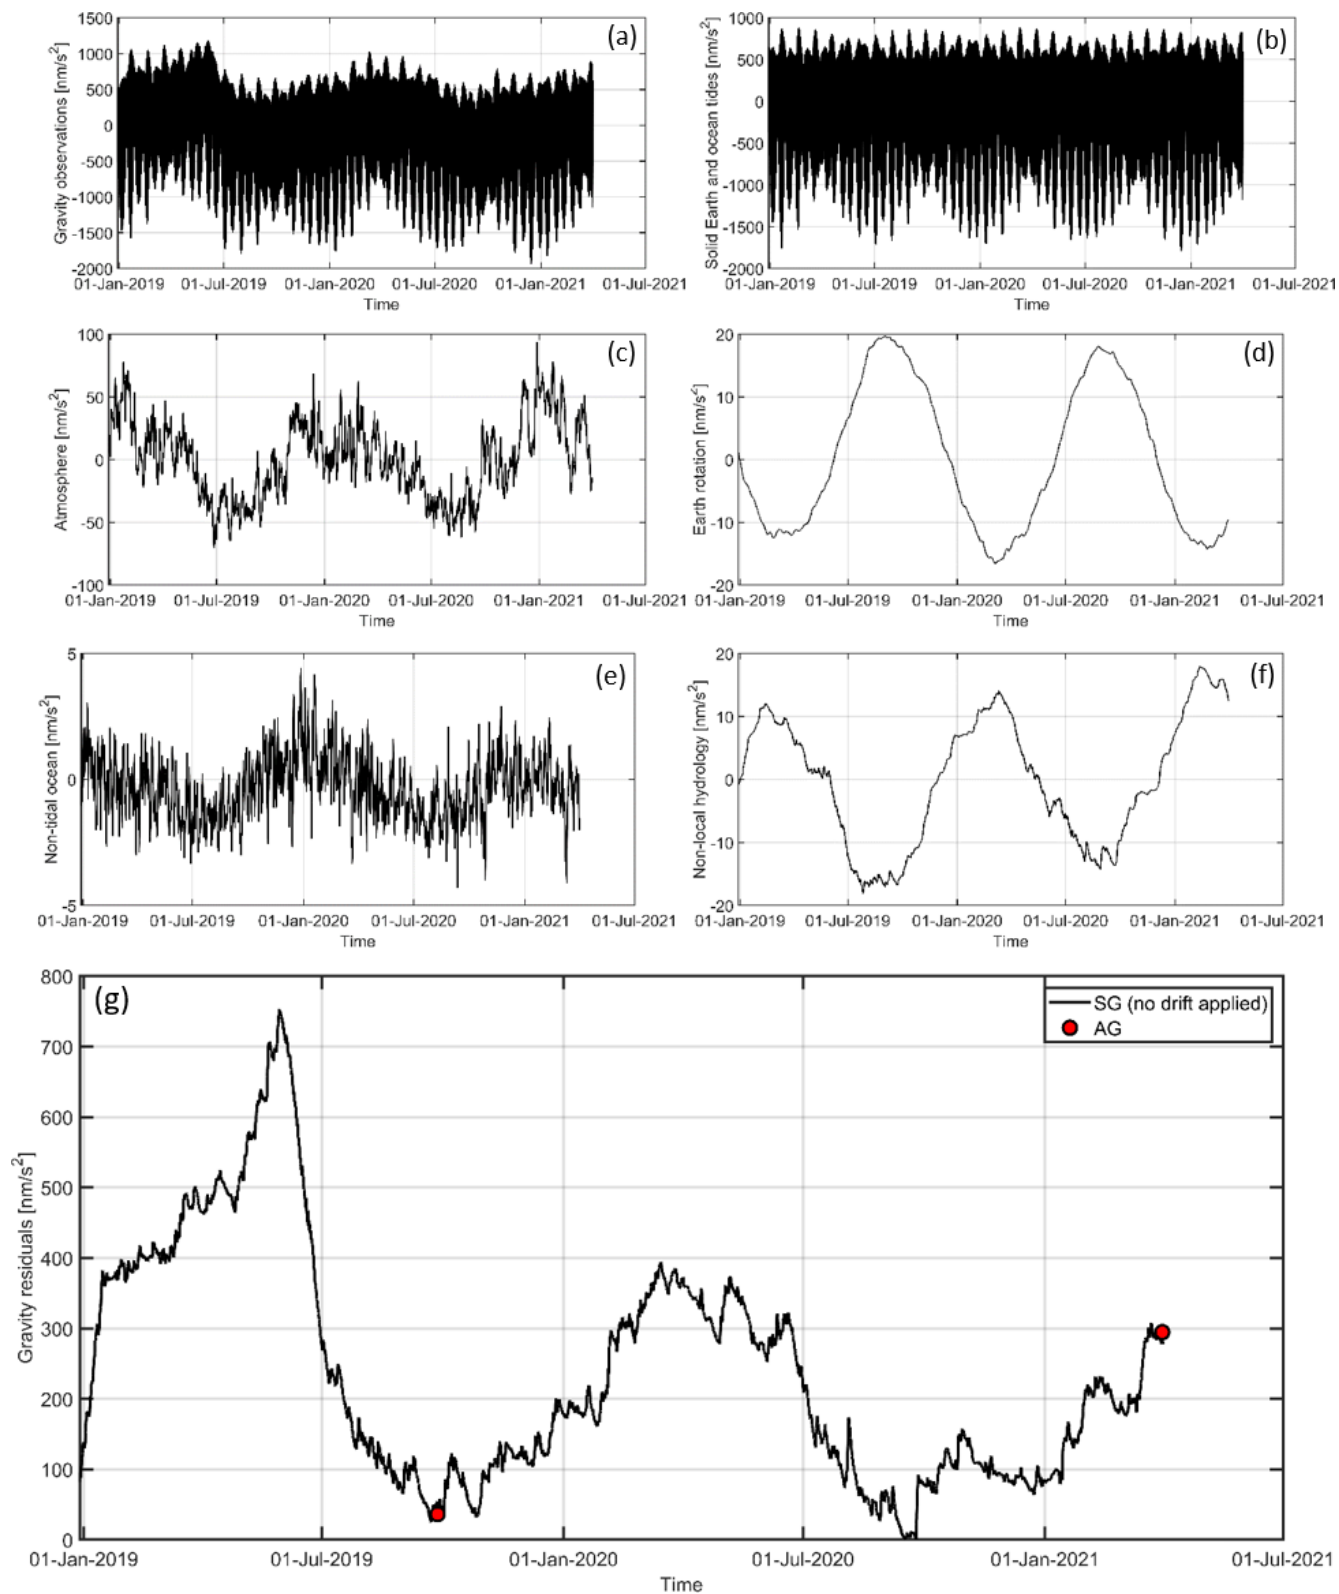 (a)
Gravity observations [nm/s²]
1500
1000
500
0
-500
-1000
-1500
-2000
01-Jan-2019 01-Jul-2019 01-Jan-2020 01-Jul-2020 01-Jan-2021 01-Jul-2021
Time
(b)
Solid Earth and ocean tides [nm/s²]
1000
500
0
-500
-1000
-1500
-2000
01-Jan-2019 01-Jul-2019 01-Jan-2020 01-Jul-2020 01-Jan-2021 01-Jul-2021
Time
(c)
Atmosphere [nm/s²]
100
50
0
-50
-100
01-Jan-2019 01-Jul-2019 01-Jan-2020 01-Jul-2020 01-Jan-2021 01-Jul-2021
Time
(d)
Earth rotation [nm/s²]
20
10
0
-10
-20
01-Jan-2019 01-Jul-2019 01-Jan-2020 01-Jul-2020 01-Jan-2021 01-Jul-2021
Time
(e)
Non-tidal ocean [nm/s²]
5
0
-5
01-Jan-2019 01-Jul-2019 01-Jan-2020 01-Jul-2020 01-Jan-2021 01-Jul-2021
Time
(f)
Non-local hydrology [nm/s²]
20
10
0
-10
-20
01-Jan-2019 01-Jul-2019 01-Jan-2020 01-Jul-2020 01-Jan-2021 01-Jul-2021
Time
(g)
SG (no drift applied)
AG
Gravity residuals [nm/s²]
800
700
600
500
400
300
200
100
0
01-Jan-2019 01-Jul-2019 01-Jan-2020 01-Jul-2020 01-Jan-2021 01-Jul-2021
Time